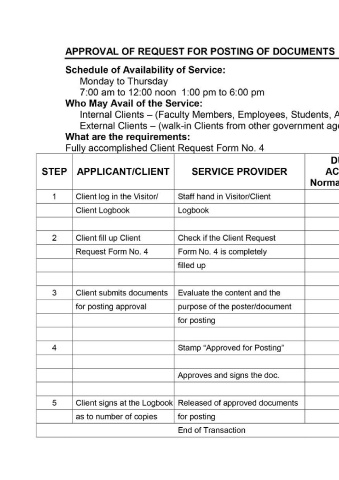 APPROVAL OF REQUEST FOR POSTING OF DOCUMENTS
Schedule of Availability of Service:
Monday to Thursday
7:00 am to 12:00 noon 1:00 pm to 6:00 pm
Who May Avail of the Service:
Internal Clients – (Faculty Members, Employees, Students, A
External Clients – (walk-in Clients from other government age
What are the requirements:
Fully accomplished Client Request Form No. 4
STEP APPLICANT/CLIENT SERVICE PROVIDER DU
AC
Norma
1 Client log in the Visitor/ Staff hand in Visitor/Client
Client Logbook Logbook
2 Client fill up Client Check if the Client Request
Request Form No. 4 Form No. 4 is completely
filled up
3 Client submits documents Evaluate the content and the
for posting approval purpose of the poster/document
for posting
4 Stamp “Approved for Posting”
Approves and signs the doc.
5 Client signs at the Logbook Released of approved documents
as to number of copies for posting
End of Transaction